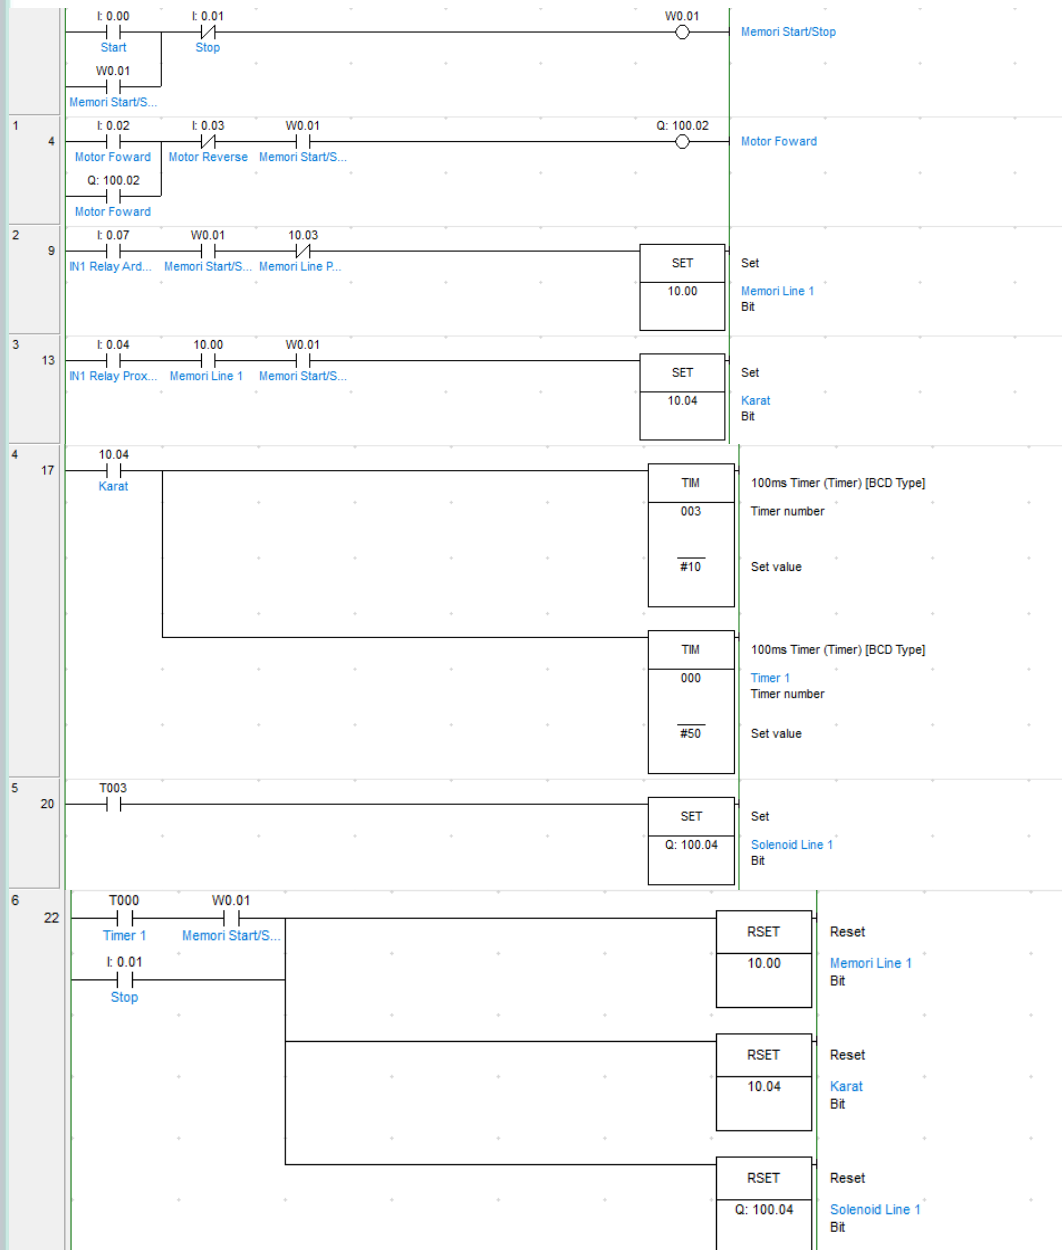 I: 0.00 I: 0.01 W0.01
Start Stop Memori Start/Stop
W0.01
Memori Start/S...
1
4
I: 0.02 I: 0.03 W0.01 Q: 100.02
Motor Foward Motor Reverse Memori Start/S... Motor Foward
Q: 100.02
Motor Foward
2
9
I: 0.07 W0.01 10.03
IN1 Relay Ard... Memori Start/S... Memori Line P...
SET Set
10.00 Memori Line 1
Bit
3
13
I: 0.04 10.00 W0.01
IN1 Relay Prox... Memori Line 1 Memori Start/S...
SET Set
10.04 Karat
Bit
4
17
10.04
Karat
TIM 100ms Timer (Timer) [BCD Type]
003 Timer number
#10 Set value
TIM 100ms Timer (Timer) [BCD Type]
000 Timer 1
Timer number
#50 Set value
5
20
T003
SET Set
Q: 100.04 Solenoid Line 1
Bit
6
22
T000 W0.01
Timer 1 Memori Start/S...
I: 0.01
Stop
RSET Reset
10.00 Memori Line 1
Bit
RSET Reset
10.04 Karat
Bit
RSET Reset
Q: 100.04 Solenoid Line 1
Bit